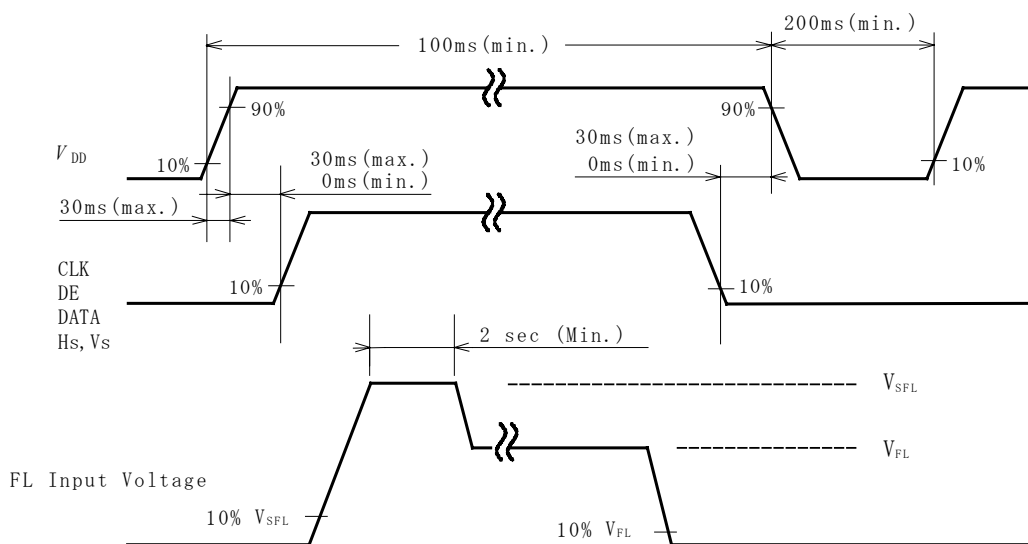 200ms(min.)
100ms(min.)
90%
90%
30ms(max.)
VDD
10%
30ms(max.)
0ms(min.)
0ms(min.)
10%
30ms(max.)
CLK
DE
DATA
Hs,Vs
10%
10%
2 sec (Min.)
VSFL
VFL
FL Input Voltage
10% VSFL
10% VFL